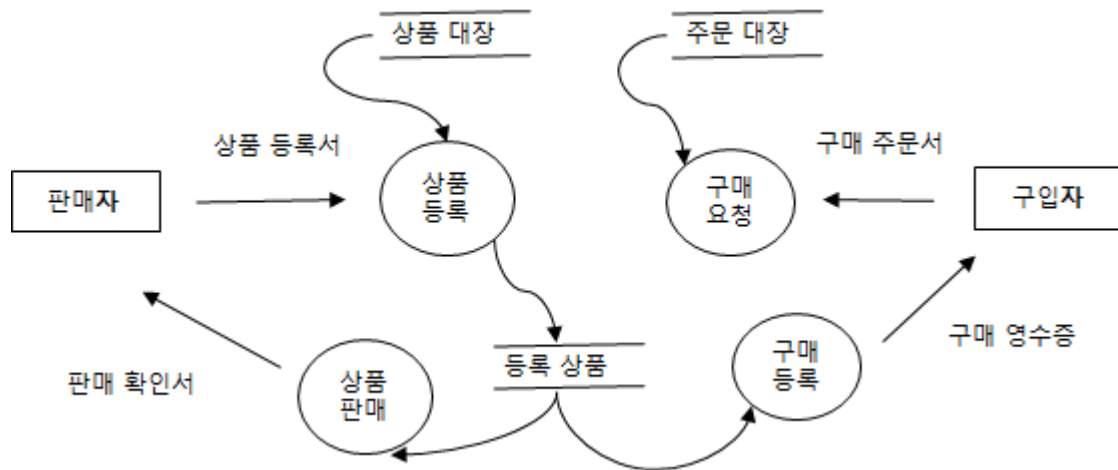 상품 대장
주문 대장
상품 등록서
구매 주문서
판매자
상품
등록
구매
요청
구입자
판매 확인서
상품
판매
등록 상품
구매
등록
구매 영수증